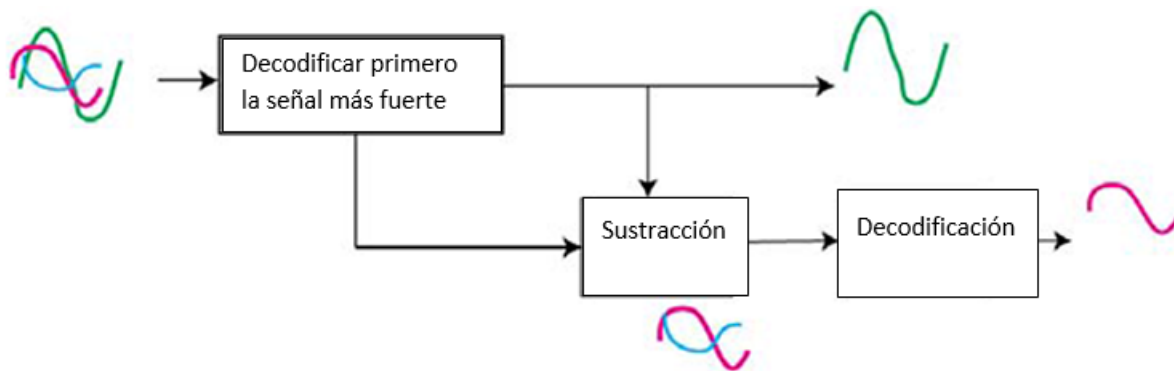 Decodificar primero
la señal más fuerte
Sustracción
Decodificación